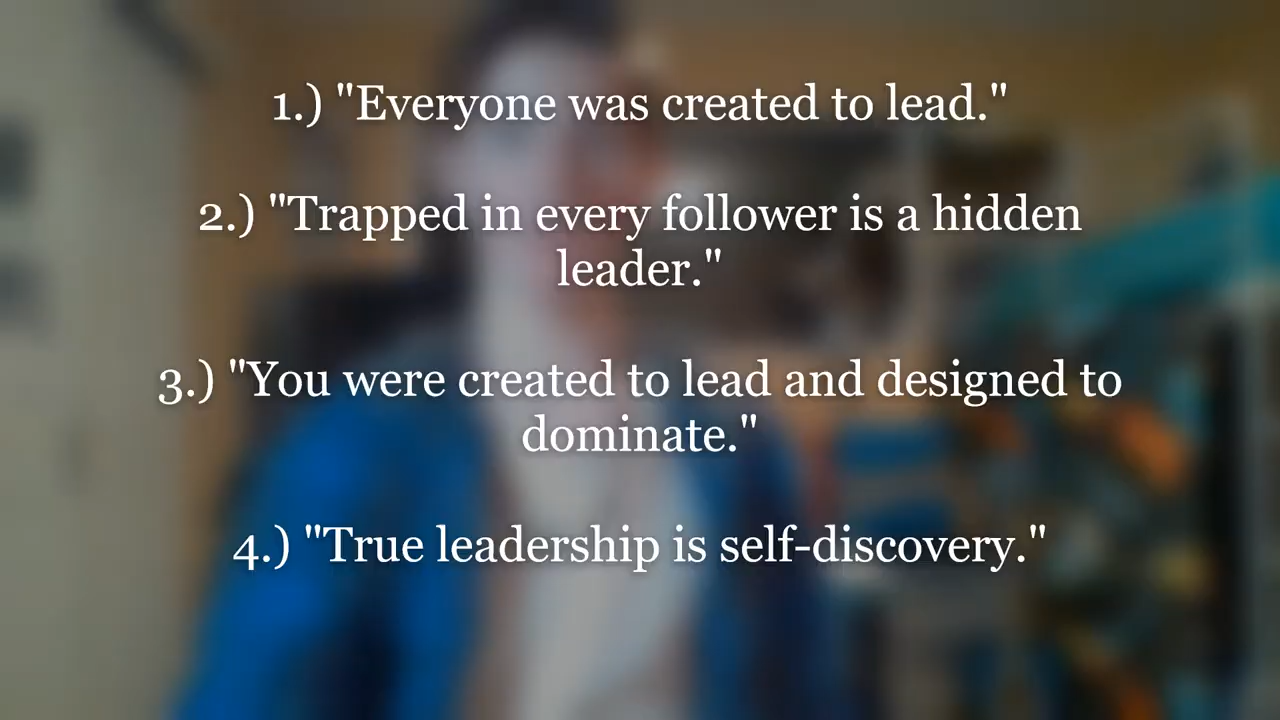 1.) "Everyone was created to lead."
2.) "Trapped in every follower is a hidden
leader."
3.) "You were created to lead and designed to
dominate."
4.) "True leadership is self-discovery."